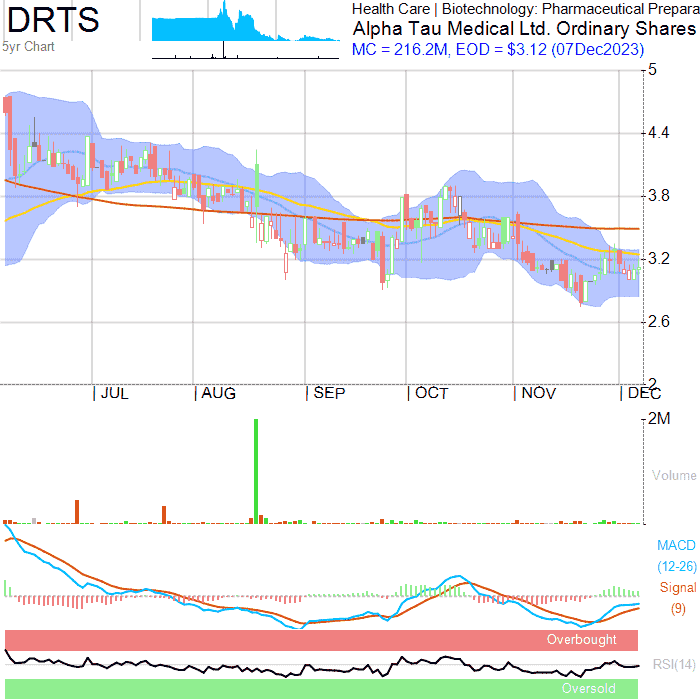 DRTS
5yr Chart
Health Care | Biotechnology: Pharmaceutical Prepara
Alpha Tau Medical Ltd. Ordinary Shares
MC = 216.2M, EOD = $3.12 (07Dec2023)
5
4.4
3.8
3.2
2.6
2
JUL AUG SEP OCT NOV DEC
2M
Volume
MACD
(12-26)
Signal
(9)
Overbought
RSI(14)
Oversold